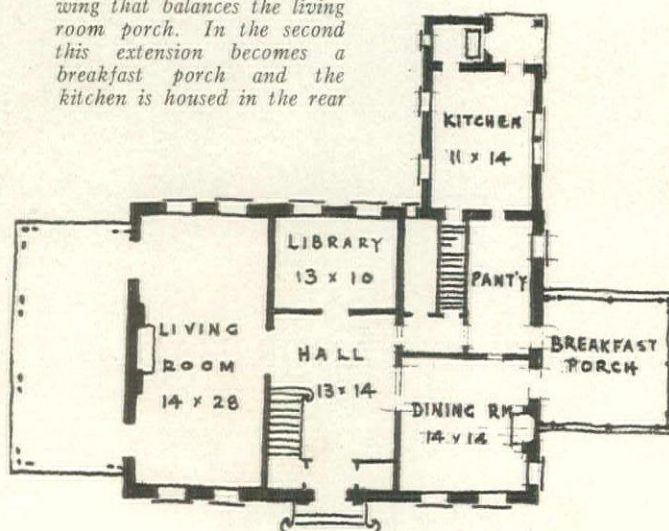 wing that balances the living
room porch. In the second
this extension becomes a
breakfast porch and the
kitchen is housed in the rear
KITCHEN
11 x 14
LIBRARY
13 x 10
PANT'Y
LIVING
ROOM
14 x 28
HALL
13 x 14
BREAKFAST
PORCH
DINING RM
14 x 14